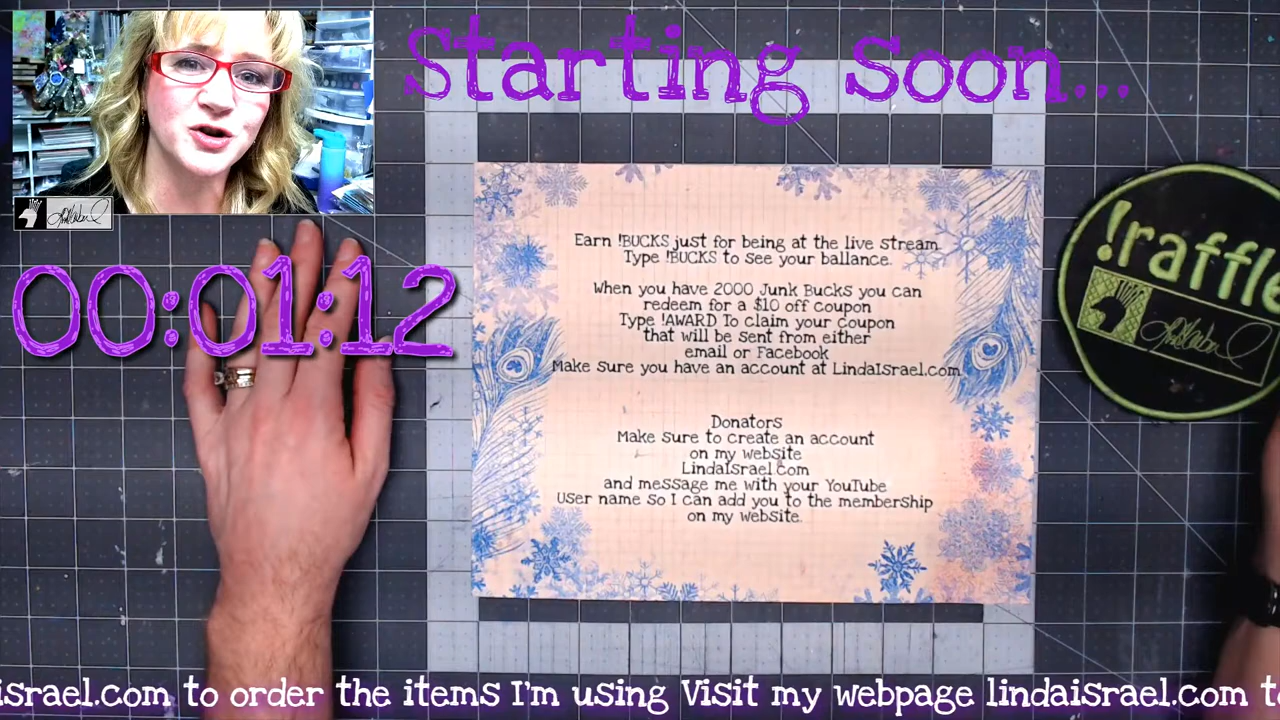 Starting Soon...
00:01:12
Earn !BUCKS just for being at the live stream
Type !BUCKS to see your ballance.
When you have 2000 Junk Bucks you can
redeem for a $10 off coupon
Type !AWARD To claim your coupon
that will be sent from either
email or Facebook
Make sure you have an account at LindaIsrael.com
Donators
Make sure to create an account
on my website
LindaIsrael.com
and message me with your YouTube
User name so I can add you to the membership
on my website.
!raffle
israel.com to order the items I'm using Visit my webpage lindaisrael.com to